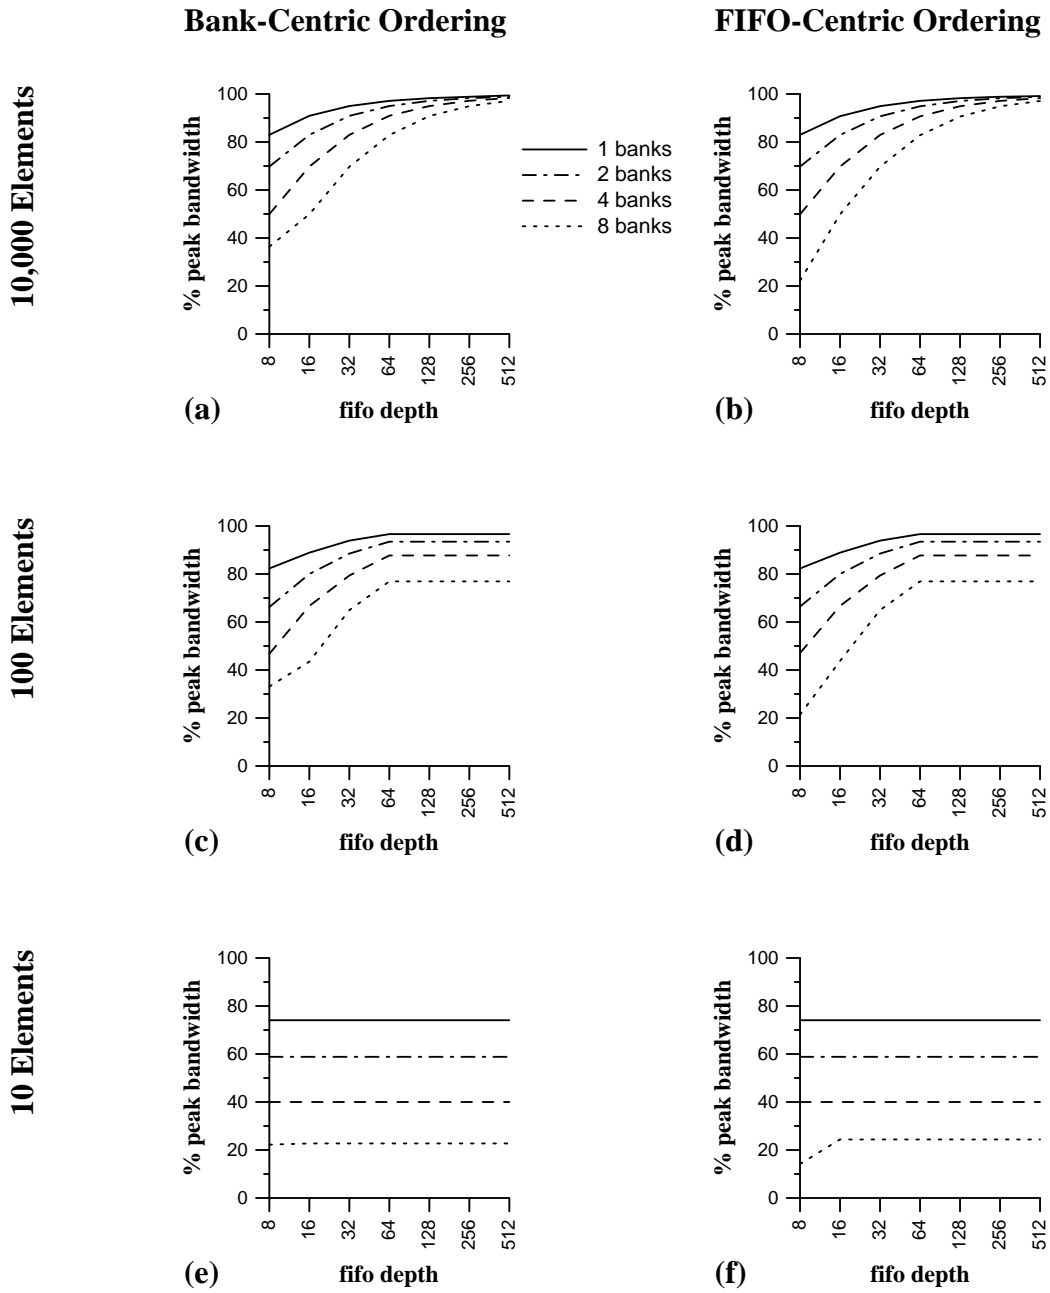 Bank-Centric Ordering
FIFO-Centric Ordering
10,000 Elements
% peak bandwidth
100
80
60
40
20
0
8
16
32
64
128
256
512
(a)
fifo depth
1 banks
2 banks
4 banks
8 banks
% peak bandwidth
100
80
60
40
20
0
8
16
32
64
128
256
512
(b)
fifo depth
100 Elements
% peak bandwidth
100
80
60
40
20
0
8
16
32
64
128
256
512
(c)
fifo depth
% peak bandwidth
100
80
60
40
20
0
8
16
32
64
128
256
512
(d)
fifo depth
10 Elements
% peak bandwidth
100
80
60
40
20
0
8
16
32
64
128
256
512
(e)
fifo depth
% peak bandwidth
100
80
60
40
20
0
8
16
32
64
128
256
512
(f)
fifo depth